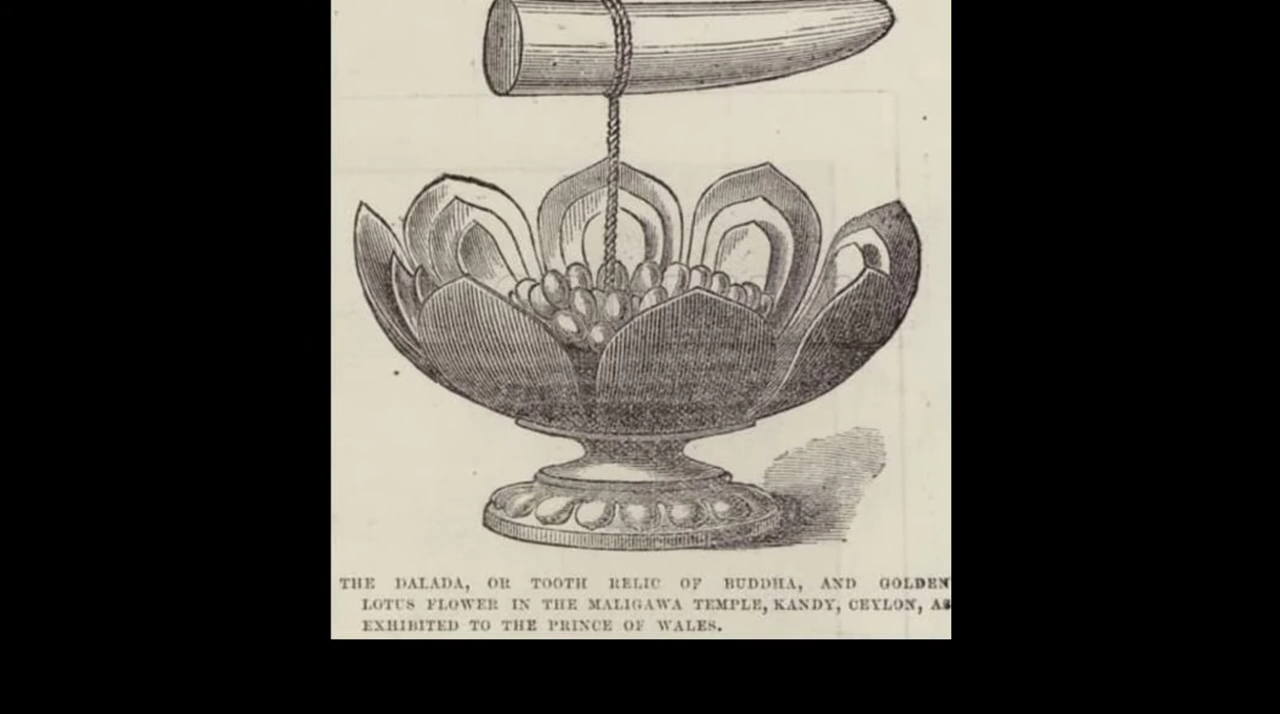 THE DALADA, OR TOOTH RELIC OF BUDDHA, AND GOLDEN
LOTUS FLOWER IN THE MALIGAWA TEMPLE, KANDY, CEYLON, AS
EXHIBITED TO THE PRINCE OF WALES.